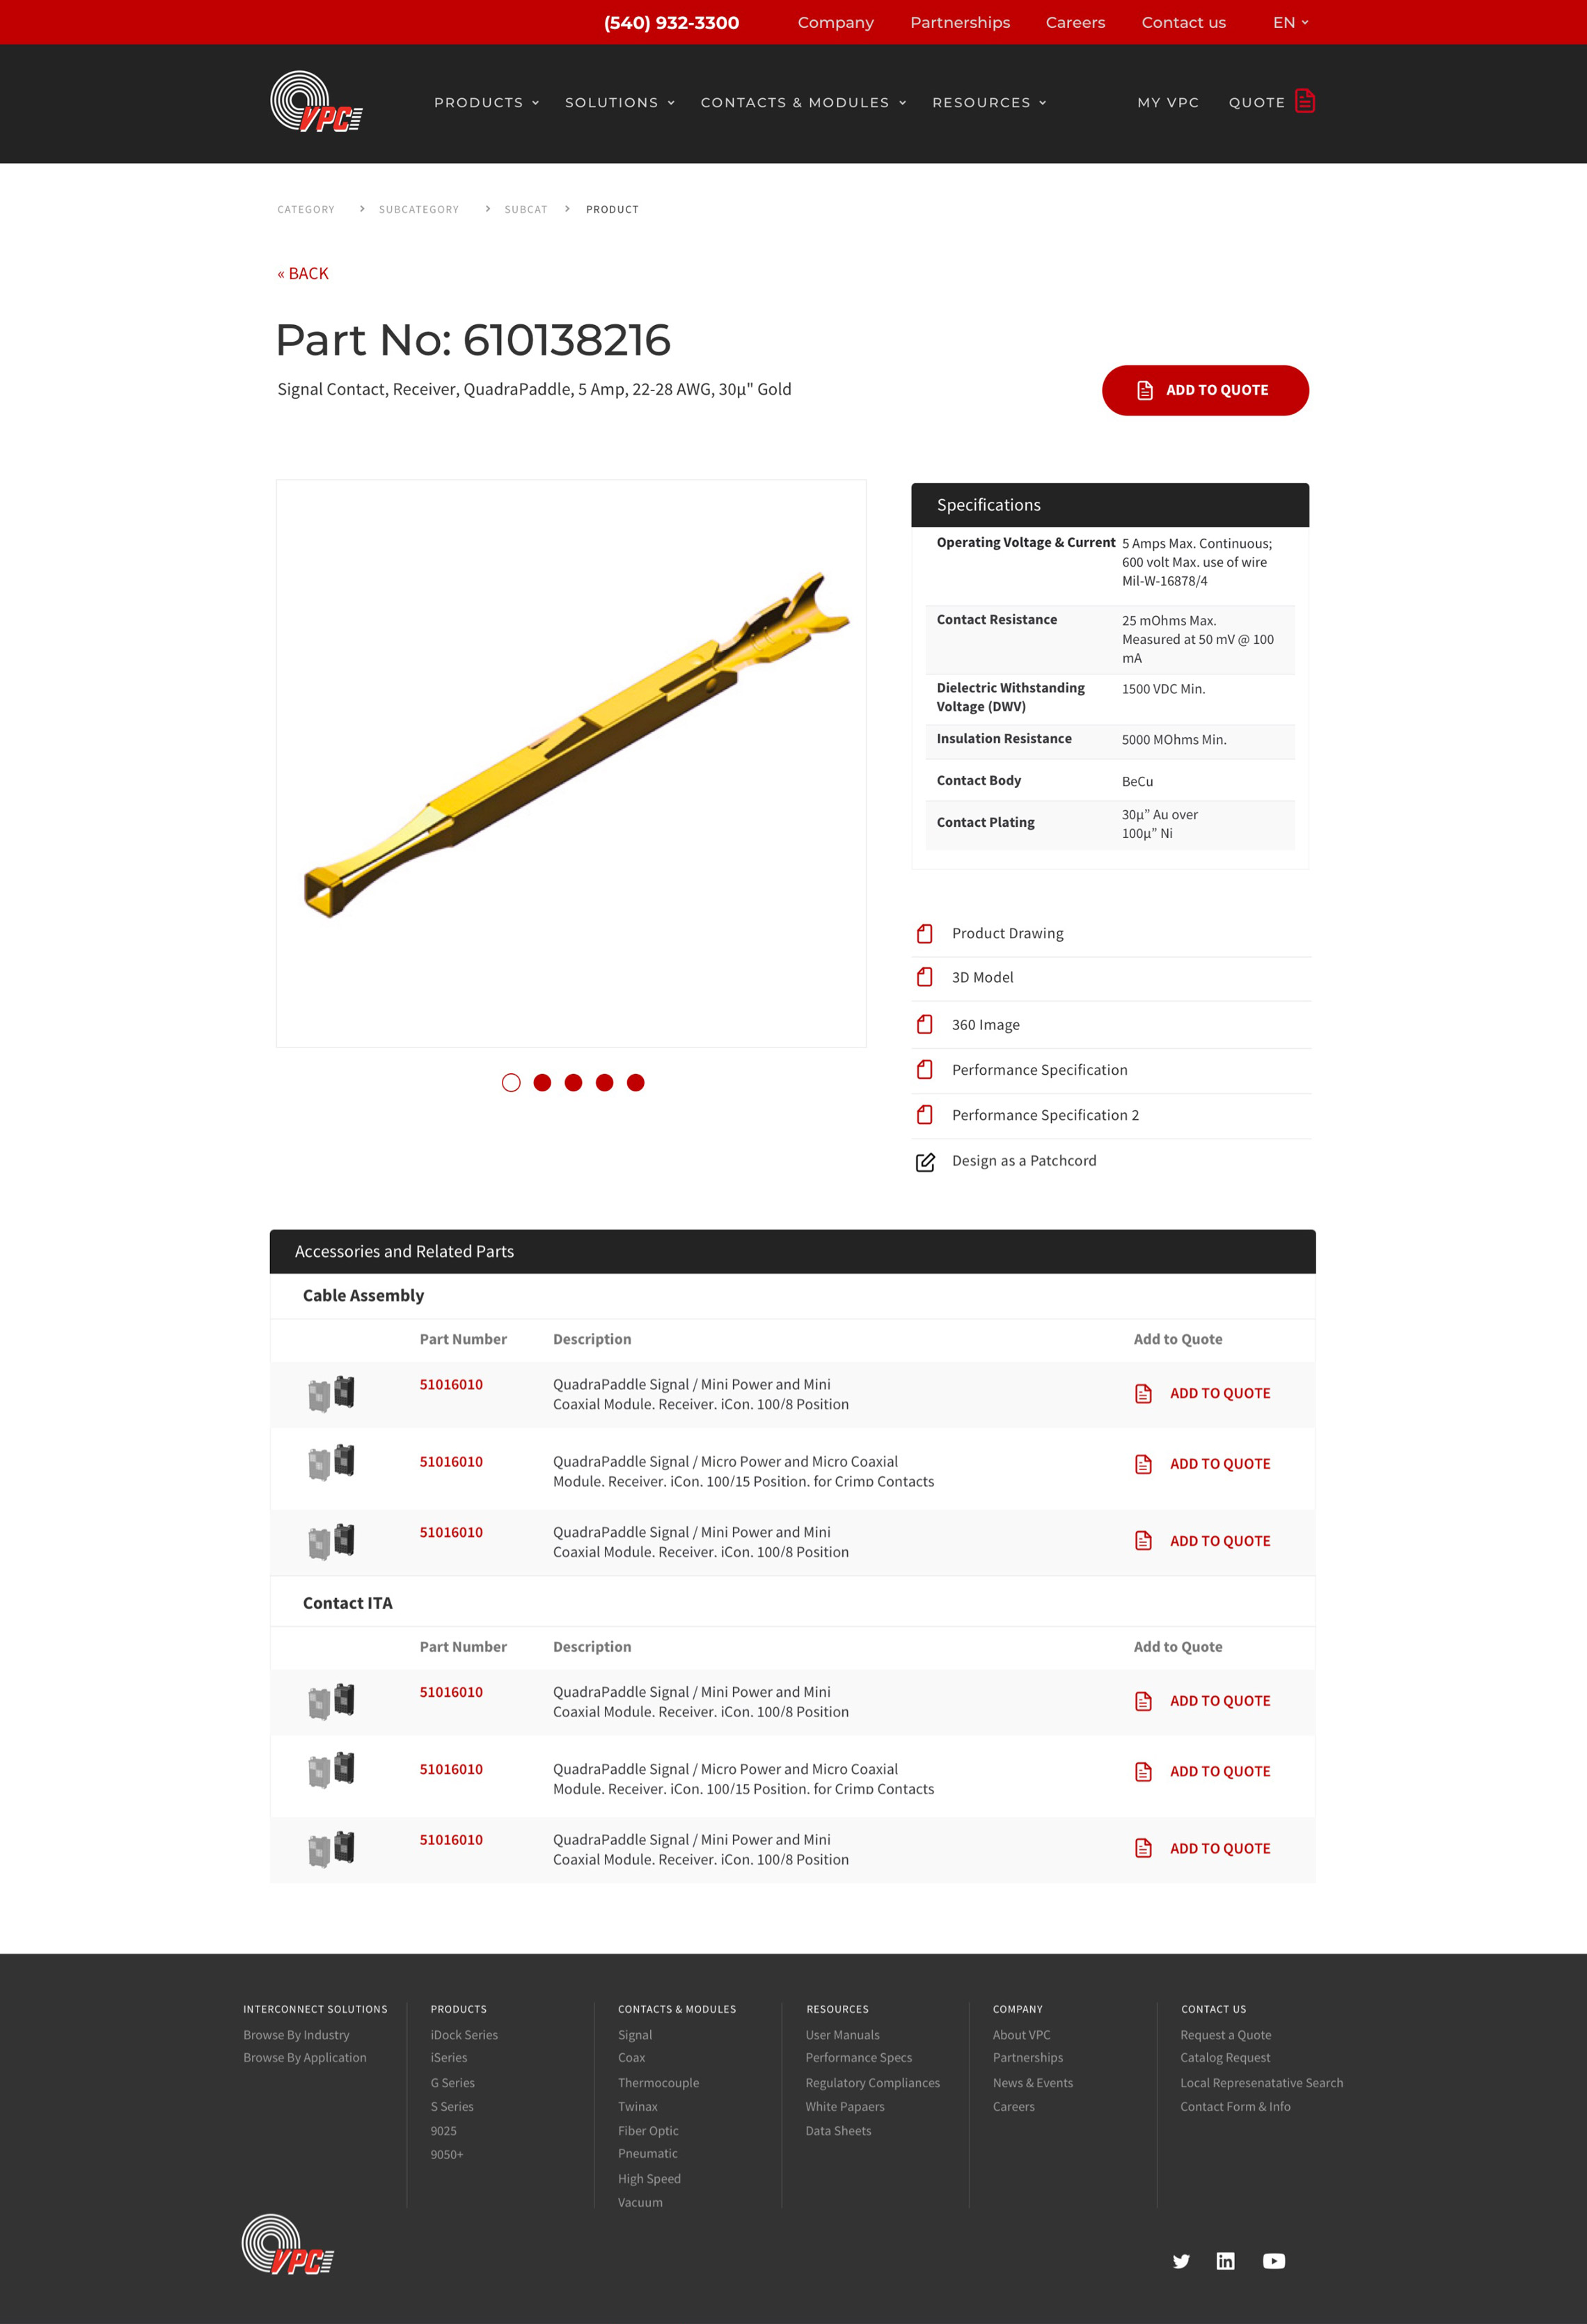 (540) 932-3300 Company Partnerships Careers Contact us EN
VPC PRODUCTS SOLUTIONS CONTACTS & MODULES RESOURCES MY VPC QUOTE
CATEGORY > SUBCATEGORY > SUBCAT > PRODUCT
« BACK
Part No: 610138216
Signal Contact, Receiver, QuadraPaddle, 5 Amp, 22-28 AWG, 30µ" Gold
ADD TO QUOTE
Specifications
Operating Voltage & Current 5 Amps Max. Continuous;
600 volt Max. use of wire
Mil-W-16878/4
Contact Resistance 25 mOhms Max.
Measured at 50 mV @ 100
mA
Dielectric Withstanding 1500 VDC Min.
Voltage (DWV)
Insulation Resistance 5000 MOhms Min.
Contact Body BeCu
Contact Plating 30µ” Au over
100µ” Ni
Product Drawing
3D Model
360 Image
Performance Specification
Performance Specification 2
Design as a Patchcord
Accessories and Related Parts
Cable Assembly
Part Number Description Add to Quote
51016010 QuadraPaddle Signal / Mini Power and Mini
Coaxial Module. Receiver. iCon. 100/8 Position
ADD TO QUOTE
51016010 QuadraPaddle Signal / Micro Power and Micro Coaxial
Module. Receiver. iCon. 100/15 Position. for Crimp Contacts
ADD TO QUOTE
51016010 QuadraPaddle Signal / Mini Power and Mini
Coaxial Module. Receiver. iCon. 100/8 Position
ADD TO QUOTE
Contact ITA
Part Number Description Add to Quote
51016010 QuadraPaddle Signal / Mini Power and Mini
Coaxial Module. Receiver. iCon. 100/8 Position
ADD TO QUOTE
51016010 QuadraPaddle Signal / Micro Power and Micro Coaxial
Module. Receiver. iCon. 100/15 Position. for Crimp Contacts
ADD TO QUOTE
51016010 QuadraPaddle Signal / Mini Power and Mini
Coaxial Module. Receiver. iCon. 100/8 Position
ADD TO QUOTE
INTERCONNECT SOLUTIONS
Browse By Industry
Browse By Application
PRODUCTS
iDock Series
iSeries
G Series
S Series
9025
9050+
CONTACTS & MODULES
Signal
Coax
Thermocouple
Twinax
Fiber Optic
Pneumatic
High Speed
Vacuum
RESOURCES
User Manuals
Performance Specs
Regulatory Compliances
White Papaers
Data Sheets
COMPANY
About VPC
Partnerships
News & Events
Careers
CONTACT US
Request a Quote
Catalog Request
Local Represenatative Search
Contact Form & Info
VPC
in